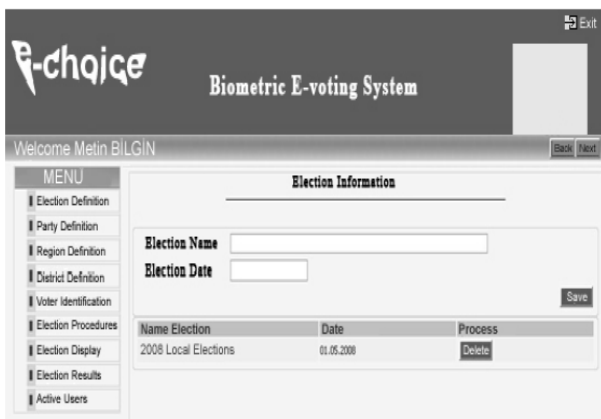 Exit
e-choice
Biometric E-voting System
Welcome Metin BİLGİN
Back Next
MENU
Election Definition
Party Definition
Region Definition
District Definition
Voter Identification
Election Procedures
Election Display
Election Results
Active Users
Election Information
Election Name
Election Date
Save
Name Election Date Process
2008 Local Elections 01.05.2008 Delete